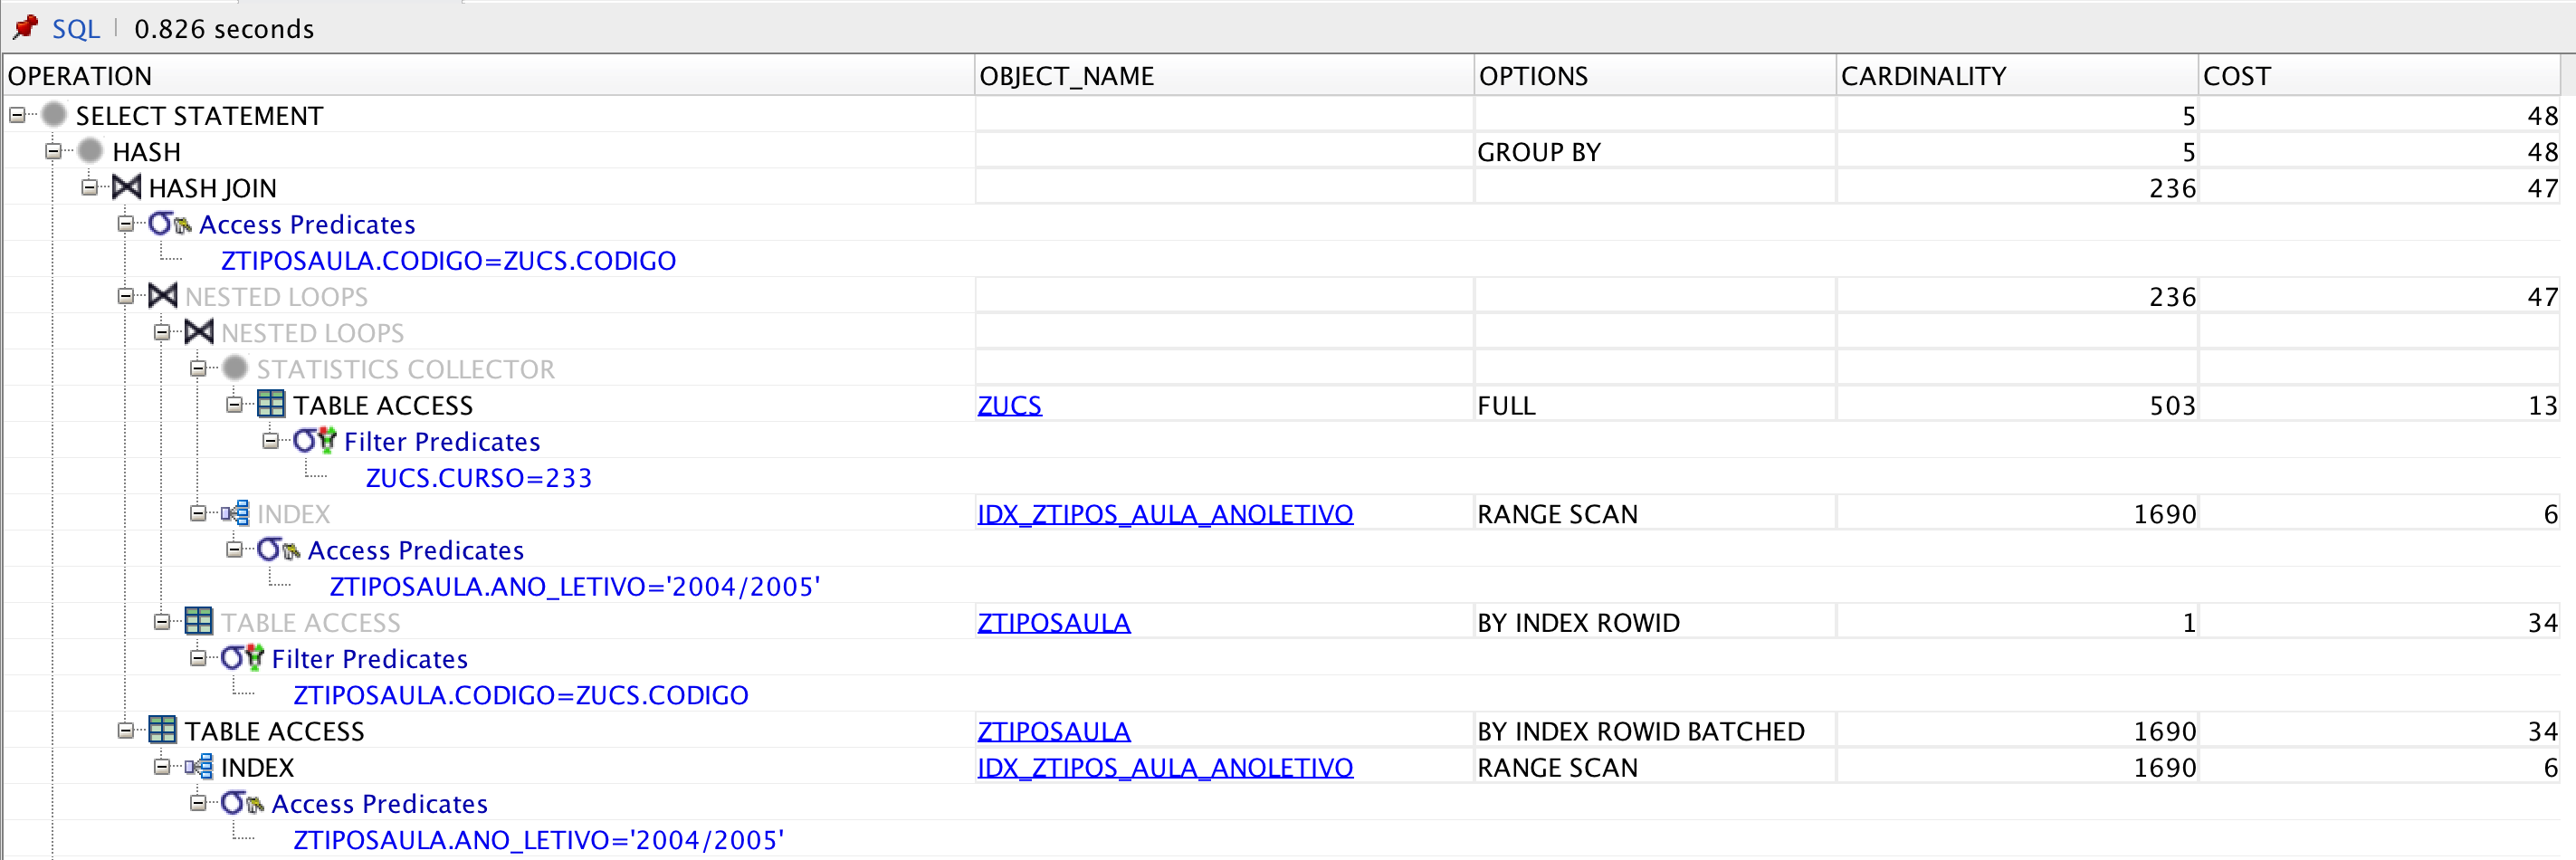 SQL | 0.826 seconds
OPERATION OBJECT_NAME OPTIONS CARDINALITY COST
SELECT STATEMENT 5 48
HASH GROUP BY 5 48
HASH JOIN 236 47
Access Predicates
ZTIPOSAULA.CODIGO=ZUCS.CODIGO
NESTED LOOPS 236 47
NESTED LOOPS
STATISTICS COLLECTOR
TABLE ACCESS ZUCS FULL 503 13
Filter Predicates
ZUCS.CURSO=233
INDEX IDX_ZTIPOS_AULA_ANOLETIVO RANGE SCAN 1690 6
Access Predicates
ZTIPOSAULA.ANO_LETIVO='2004/2005'
TABLE ACCESS ZTIPOSAULA BY INDEX ROWID 1 34
Filter Predicates
ZTIPOSAULA.CODIGO=ZUCS.CODIGO
TABLE ACCESS ZTIPOSAULA BY INDEX ROWID BATCHED 1690 34
INDEX IDX_ZTIPOS_AULA_ANOLETIVO RANGE SCAN 1690 6
Access Predicates
ZTIPOSAULA.ANO_LETIVO='2004/2005'